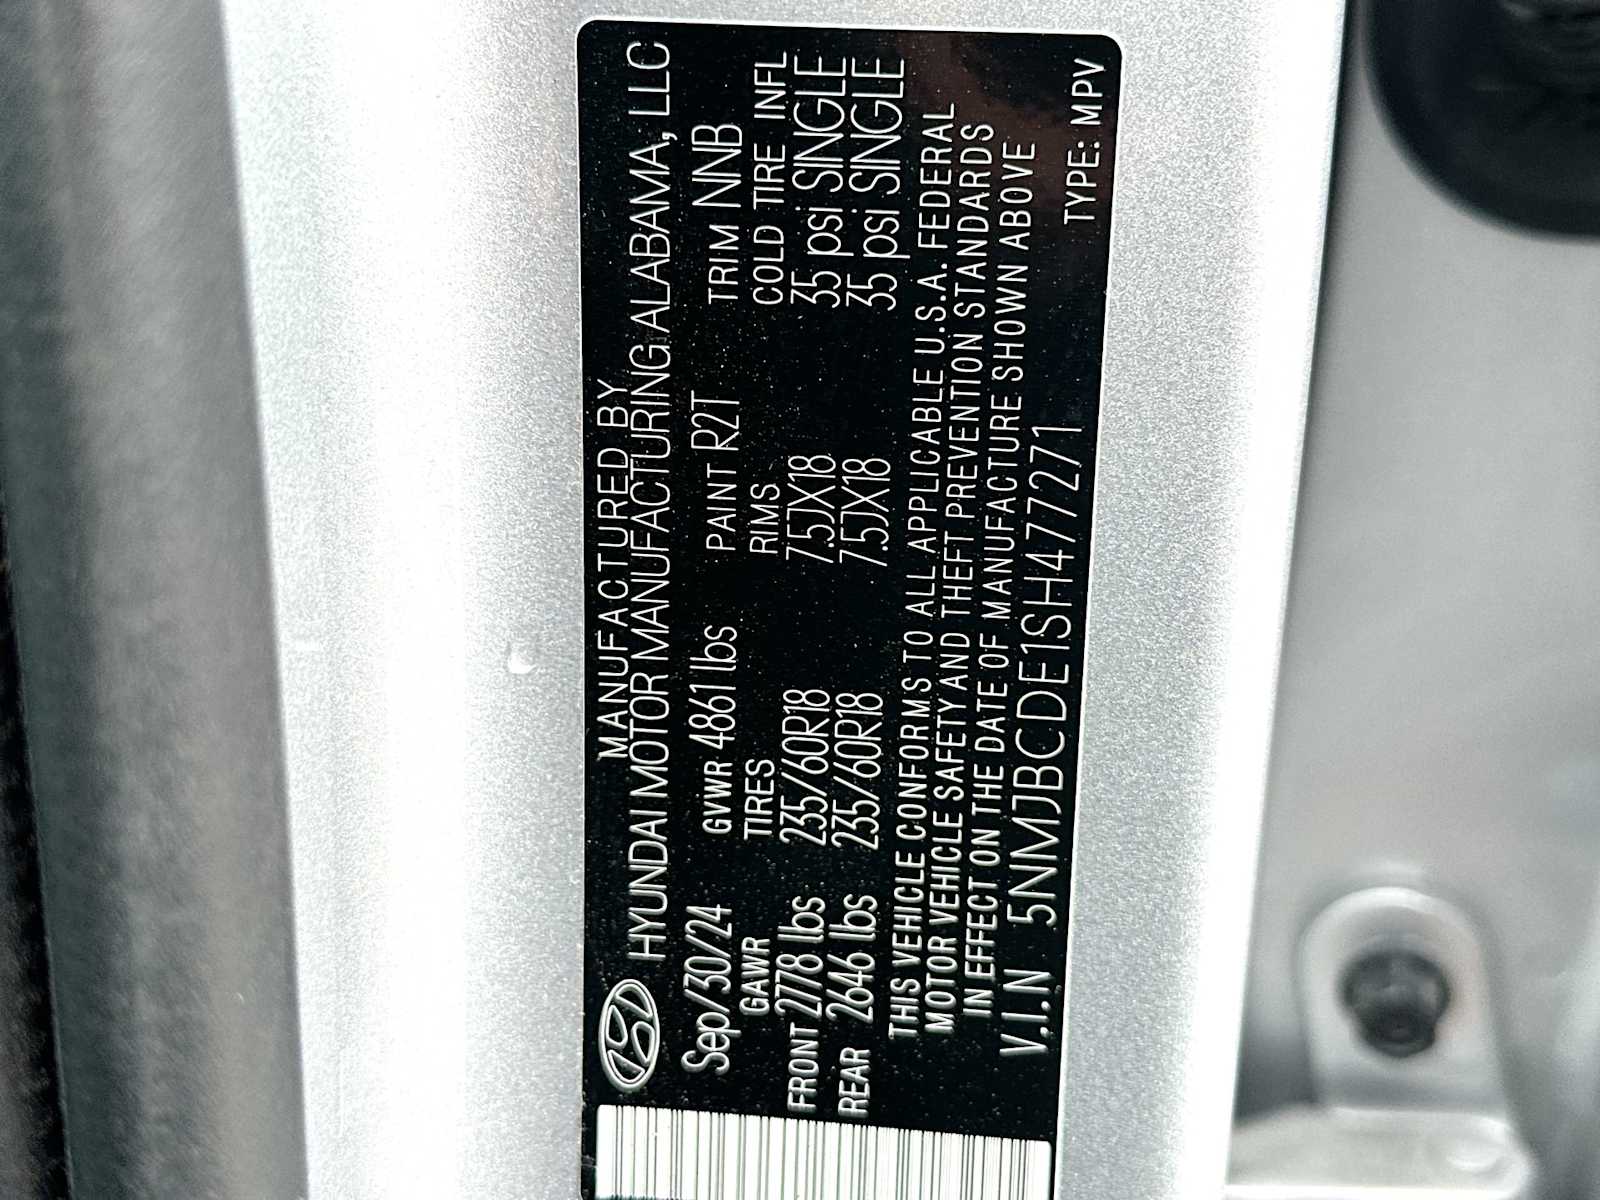 MANUFACTURED BY
HYUNDAI MOTOR MANUFACTURING ALABAMA, LLC
Sep/30/24 GVWR 4861 lbs PAINT R2T TRIM NNB
GAWR TIRES RIMS COLD TIRE INFL
FRONT 2778 lbs 235/60R18 7.5JX18 35 psi SINGLE
REAR 2646 lbs 235/60R18 7.5JX18 35 psi SINGLE
THIS VEHICLE CONFORMS TO ALL APPLICABLE U.S.A. FEDERAL
MOTOR VEHICLE SAFETY AND THEFT PREVENTION STANDARDS
IN EFFECT ON THE DATE OF MANUFACTURE SHOWN ABOVE
V.I.N 5NMJBCDE1SH477271 TYPE: MPV